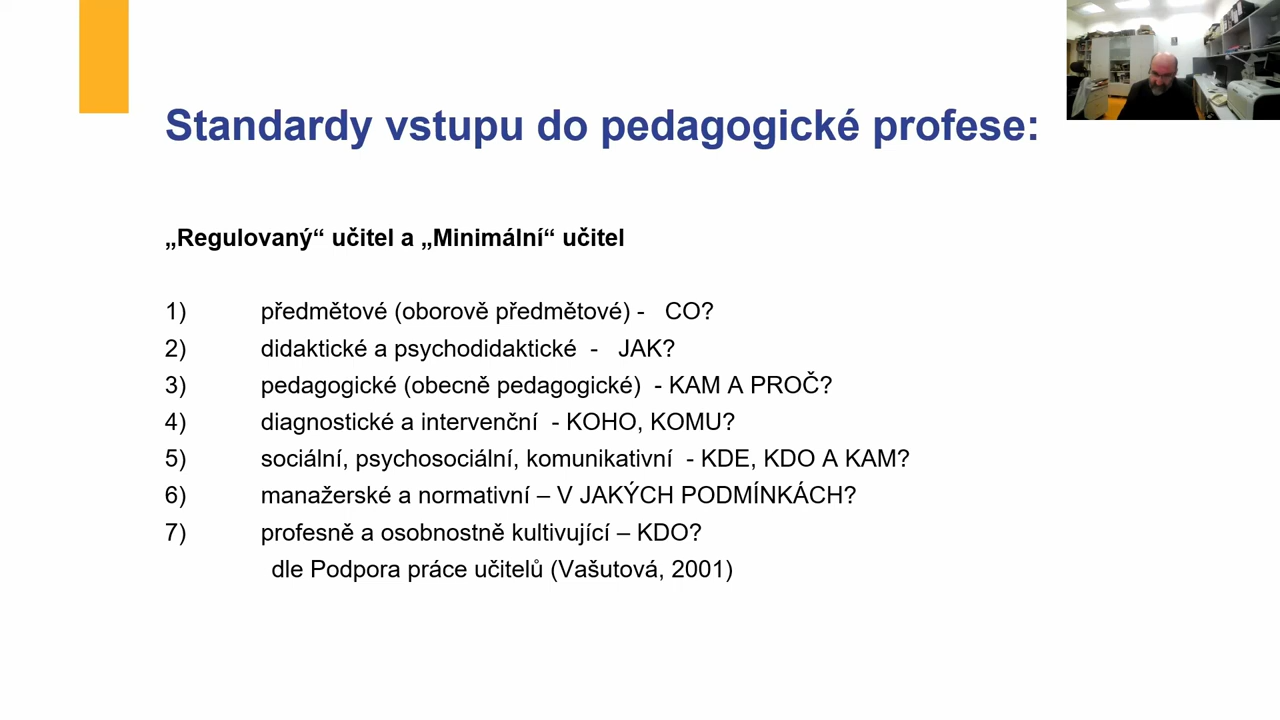 Standardy vstupu do pedagogické profese:
„Regulovaný“ učitel a „Minimální“ učitel
1) předmětové (oborově předmětové) - CO?
2) didaktické a psychodidaktické - JAK?
3) pedagogické (obecně pedagogické) - KAM A PROČ?
4) diagnostické a intervenční - KOHO, KOMU?
5) sociální, psychosociální, komunikativní - KDE, KDO A KAM?
6) manažerské a normativní – V JAKÝCH PODMÍNKÁCH?
7) profesně a osobnostně kultivující – KDO?
dle Podpora práce učitelů (Vašutová, 2001)